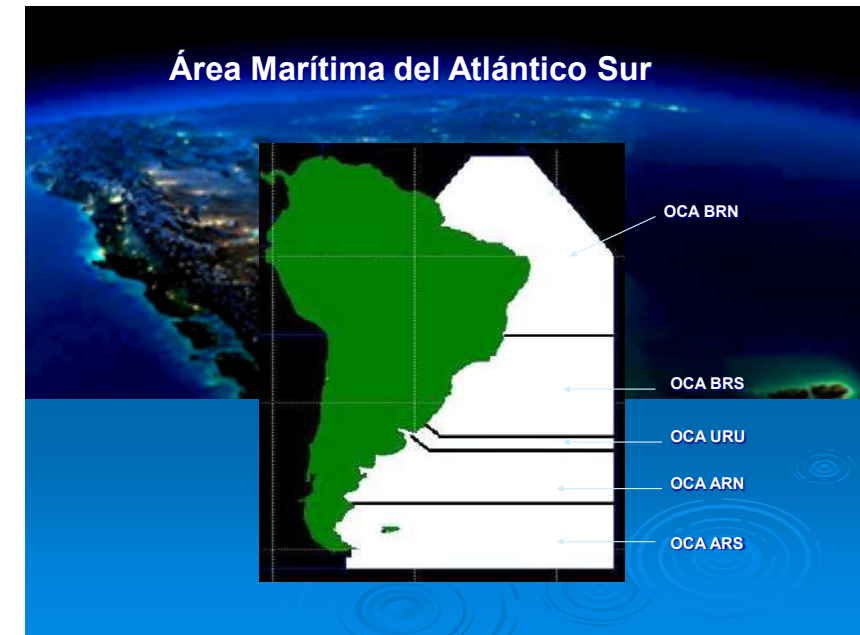 Área Marítima del Atlántico Sur
OCA BRN
OCA BRS
OCA URU
OCA ARN
OCA ARS